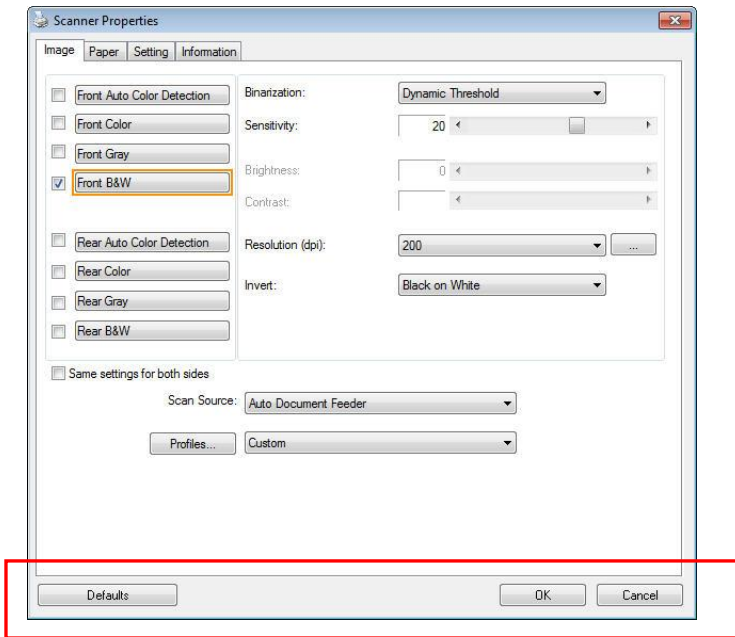 Scanner Properties
Image Paper Setting Information
Front Auto Color Detection
Front Color
Front Gray
Front B&W
Rear Auto Color Detection
Rear Color
Rear Gray
Rear B&W
Binarization: Dynamic Threshold
Sensitivity: 20
Brightness: 0
Contrast:
Resolution (dpi): 200 ...
Invert: Black on White
Same settings for both sides
Scan Source: Auto Document Feeder
Profiles... Custom
Defaults OK Cancel